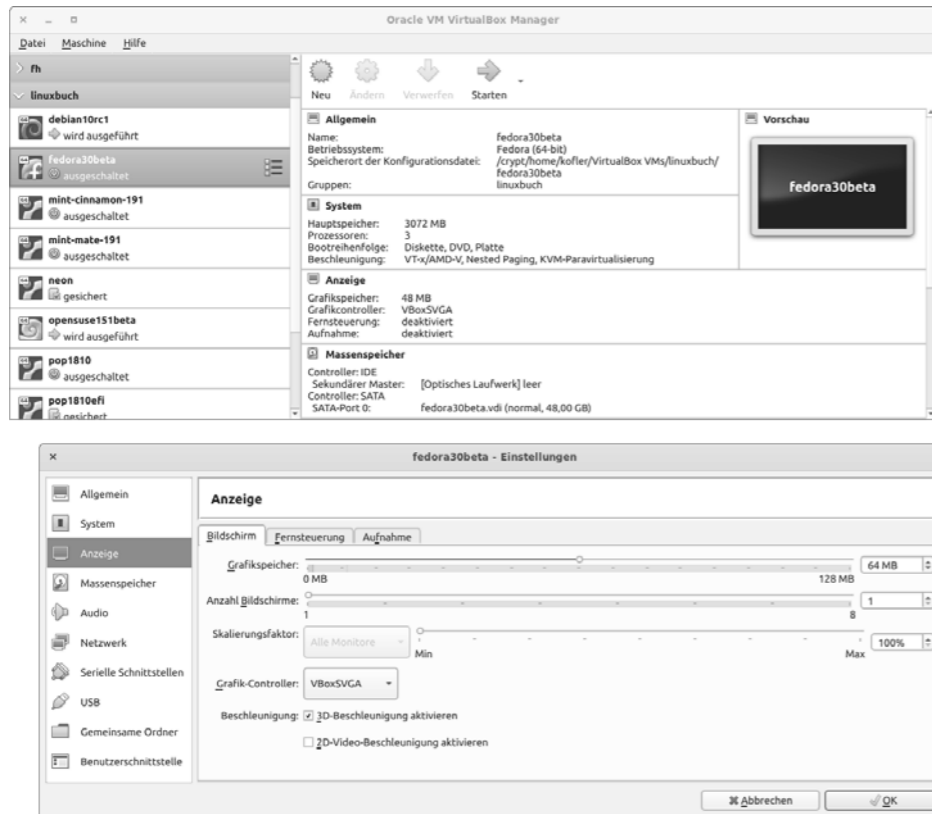 Oracle VM VirtualBox Manager
Datei Maschine Hilfe
fh
linuxbuch
debian10rc1
wird ausgeführt
fedora30beta
ausgeschaltet
mint-cinnamon-191
ausgeschaltet
mint-mate-191
ausgeschaltet
neon
gesichert
opensuse151beta
wird ausgeführt
pop1810
ausgeschaltet
pop1810efi
gesichert
Neu Ändern Verwerfen Starten
Allgemein
Name: fedora30beta
Betriebssystem: Fedora (64-bit)
Speicherort der Konfigurationsdatei: /crypt/home/kofler/VirtualBox VMs/linuxbuch/
fedora30beta
Gruppen: linuxbuch
System
Hauptspeicher: 3072 MB
Prozessoren: 3
Bootreihenfolge: Diskette, DVD, Platte
Beschleunigung: VT-x/AMD-V, Nested Paging, KVM-Paravirtualisierung
Anzeige
Grafikspeicher: 48 MB
Grafikcontroller: VBoxSVGA
Fernsteuerung: deaktiviert
Aufnahme: deaktiviert
Massenspeicher
Controller: IDE
Sekundärer Master: [Optisches Laufwerk] leer
Controller: SATA
SATA-Port 0: fedora30beta.vdi (normal, 48,00 GB)
Vorschau
fedora30beta
fedora30beta - Einstellungen
Allgemein
System
Anzeige
Massenspeicher
Audio
Netzwerk
Serielle Schnittstellen
USB
Gemeinsame Ordner
Benutzerschnittstelle
Anzeige
Bildschirm Fernsteuerung Aufnahme
Grafikspeicher: 64 MB
0 MB 128 MB
Anzahl Bildschirme: 1
1 8
Skalierungsfaktor: Alle Monitore 100%
Min Max
Grafik-Controller: VBoxSVGA
Beschleunigung: 3D-Beschleunigung aktivieren
2D-Video-Beschleunigung aktivieren
Abbrechen OK